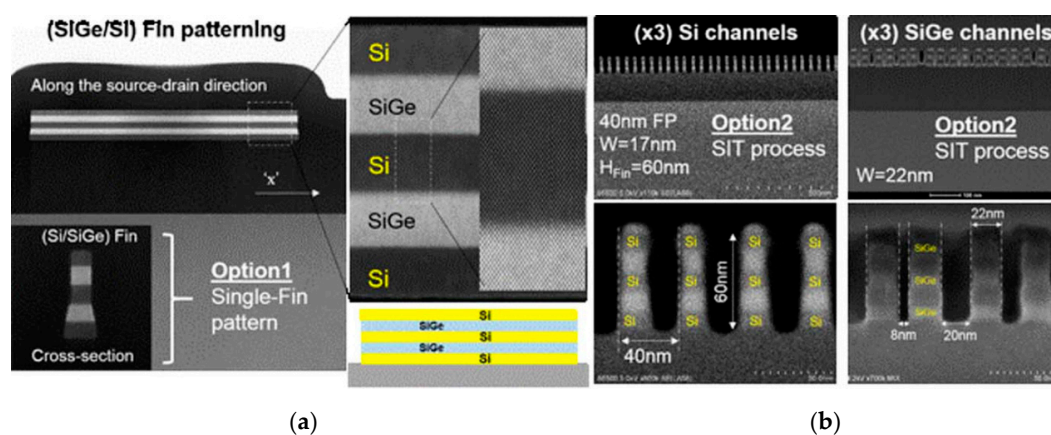 (SiGe/Si) Fin patterning
Along the source-drain direction
'x'
(Si/SiGe) Fin
Cross-section
Option1
Single-Fin
pattern
Si
SiGe
Si
SiGe
Si
Si
SiGe
Si
SiGe
Si
(x3) Si channels
40nm FP
W=17nm
HFin=60nm
Option2
SIT process
Si
Si
Si
Si
Si
Si
Si
Si
Si
Si
Si
Si
60nm
40nm
(x3) SiGe channels
Option2
SIT process
W=22nm
22nm
SiGe
SiGe
SiGe
8nm
20nm
(a)
(b)